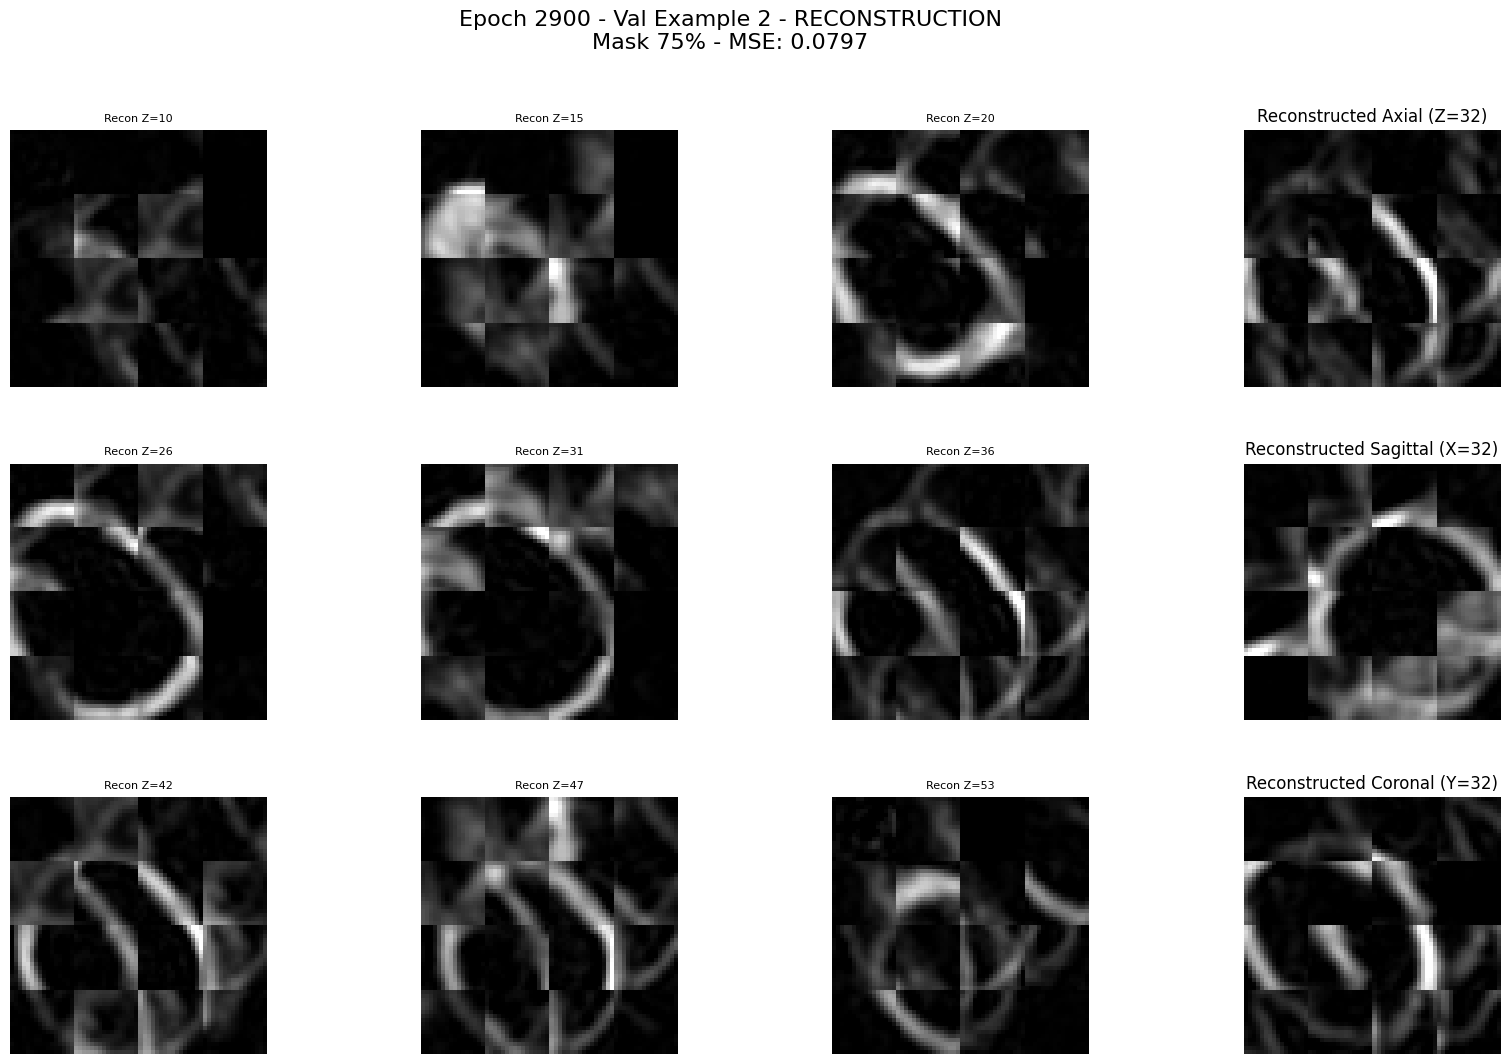 Epoch 2900 - Val Example 2 - RECONSTRUCTION
Mask 75% - MSE: 0.0797
Recon Z=10
Recon Z=15
Recon Z=20
Reconstructed Axial (Z=32)
Recon Z=26
Recon Z=31
Recon Z=36
Reconstructed Sagittal (X=32)
Recon Z=42
Recon Z=47
Recon Z=53
Reconstructed Coronal (Y=32)